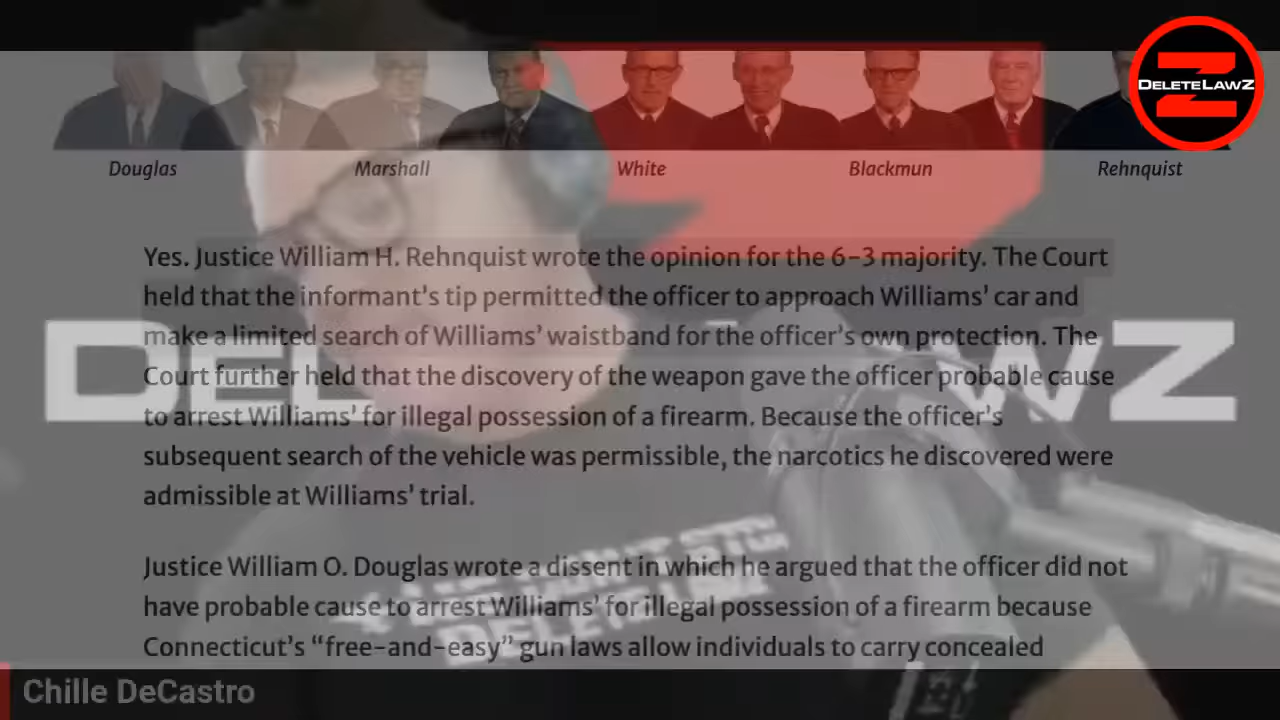 DELETELAWZ
Douglas Marshall White Blackmun Rehnquist
Yes. Justice William H. Rehnquist wrote the opinion for the 6-3 majority. The Court
held that the informant's tip permitted the officer to approach Williams' car and
make a limited search of Williams' waistband for the officer's own protection. The
Court further held that the discovery of the weapon gave the officer probable cause
to arrest Williams' for illegal possession of a firearm. Because the officer's
subsequent search of the vehicle was permissible, the narcotics he discovered were
admissible at Williams' trial.
Justice William O. Douglas wrote a dissent in which he argued that the officer did not
have probable cause to arrest Williams' for illegal possession of a firearm because
Connecticut's “free-and-easy” gun laws allow individuals to carry concealed
Chille DeCastro